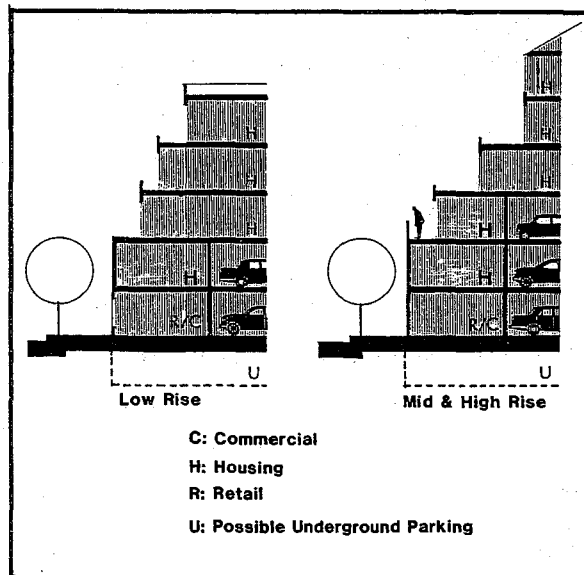 H
H
H
H
R/C
U
Low Rise
H
H
H
H
H
R/C
U
Mid & High Rise
C: Commercial
H: Housing
R: Retail
U: Possible Underground Parking